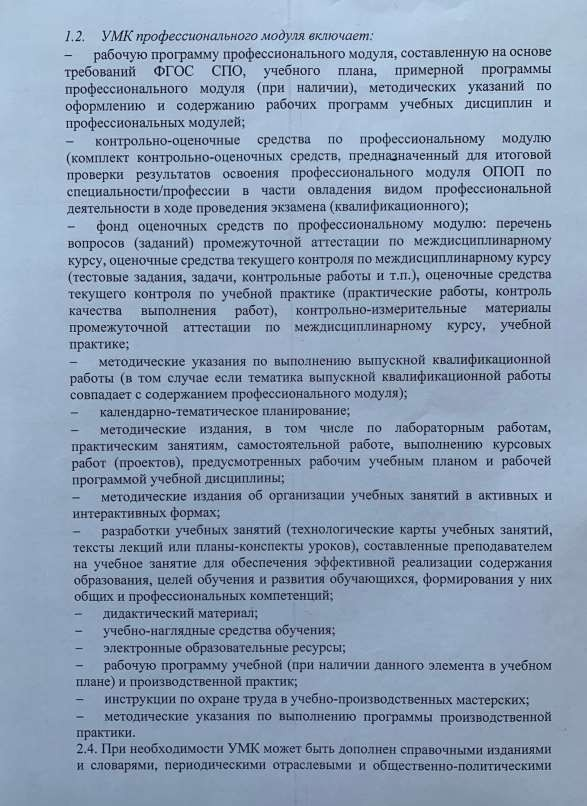 1.2. УМК профессионального модуля включает:
– рабочую программу профессионального модуля, составленную на основе
требований ФГОС СПО, учебного плана, примерной программы
профессионального модуля (при наличии), методических указаний по
оформлению и содержанию рабочих программ учебных дисциплин и
профессиональных модулей;
– контрольно-оценочные средства по профессиональному модулю
(комплект контрольно-оценочных средств, предназначенный для итоговой
проверки результатов освоения профессионального модуля ОПОП по
специальности/профессии в части овладения видом профессиональной
деятельности в ходе проведения экзамена (квалификационного);
– фонд оценочных средств по профессиональному модулю: перечень
вопросов (заданий) промежуточной аттестации по междисциплинарному
курсу, оценочные средства текущего контроля по междисциплинарному курсу
(тестовые задания, задачи, контрольные работы и т.п.), оценочные средства
текущего контроля по учебной практике (практические работы, контроль
качества выполнения работ), контрольно-измерительные материалы
промежуточной аттестации по междисциплинарному курсу, учебной
практике;
– методические указания по выполнению выпускной квалификационной
работы (в том случае если тематика выпускной квалификационной работы
совпадает с содержанием профессионального модуля);
– календарно-тематическое планирование;
– методические издания, в том числе по лабораторным работам,
практическим занятиям, самостоятельной работе, выполнению курсовых
работ (проектов), предусмотренных рабочим учебным планом и рабочей
программой учебной дисциплины;
– методические издания об организации учебных занятий в активных и
интерактивных формах;
– разработки учебных занятий (технологические карты учебных занятий,
тексты лекций или планы-конспекты уроков), составленные преподавателем
на учебное занятие для обеспечения эффективной реализации содержания
образования, целей обучения и развития обучающихся, формирования у них
общих и профессиональных компетенций;
– дидактический материал;
– учебно-наглядные средства обучения;
– электронные образовательные ресурсы;
– рабочую программу учебной (при наличии данного элемента в учебном
плане) и производственной практик;
– инструкции по охране труда в учебно-производственных мастерских;
– методические указания по выполнению программы производственной
практики.
2.4. При необходимости УМК может быть дополнен справочными изданиями
и словарями, периодическими отраслевыми и общественно-политическими